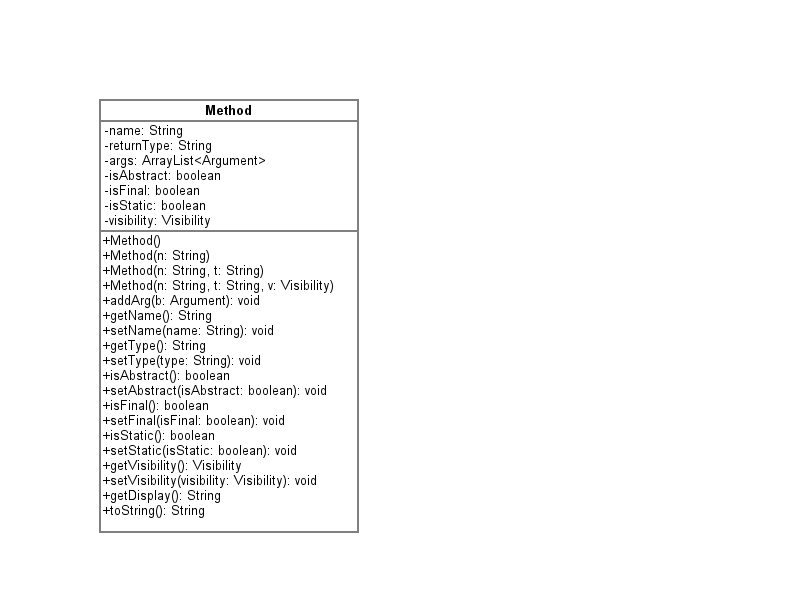 Method
-name: String
-returnType: String
-args: ArrayList<Argument>
-isAbstract: boolean
-isFinal: boolean
-isStatic: boolean
-visibility: Visibility
+Method()
+Method(n: String)
+Method(n: String, t: String)
+Method(n: String, t: String, v: Visibility)
+addArg(b: Argument): void
+getName(): String
+setName(name: String): void
+getType(): String
+setType(type: String): void
+isAbstract(): boolean
+setAbstract(isAbstract: boolean): void
+isFinal(): boolean
+setFinal(isFinal: boolean): void
+isStatic(): boolean
+setStatic(isStatic: boolean): void
+getVisibility(): Visibility
+setVisibility(visibility: Visibility): void
+getDisplay(): String
+toString(): String